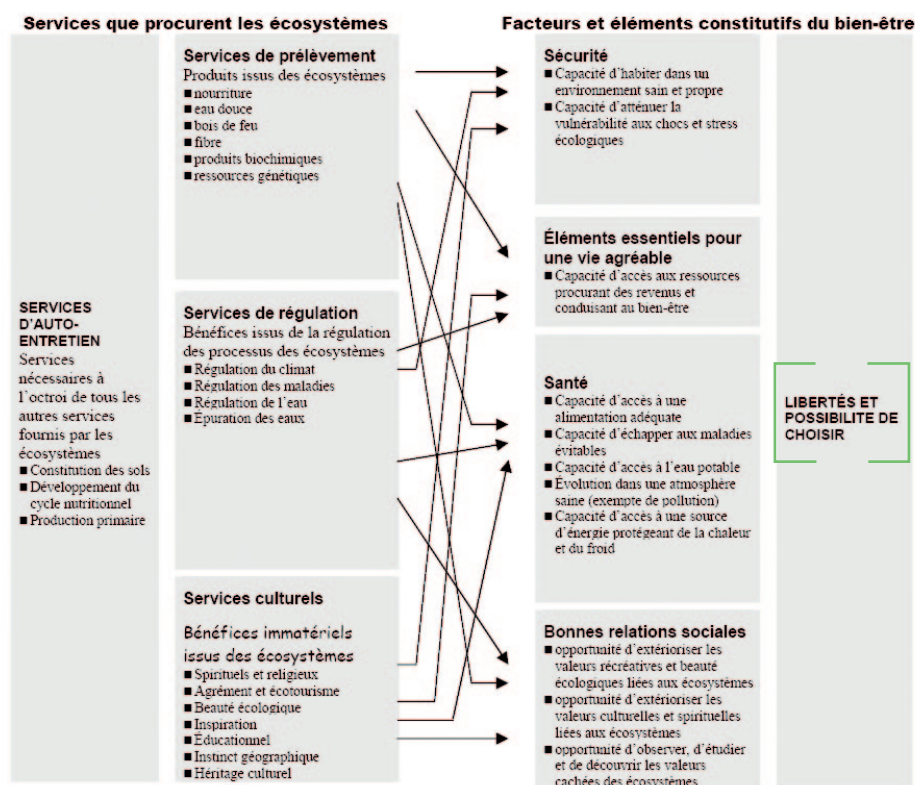 Services que procurent les écosystèmes
Facteurs et éléments constitutifs du bien-être
SERVICES
D'AUTO-
ENTRETIEN
Services
nécessaires à
l'octroi de tous les
autres services
fournis par les
écosystèmes
■ Constitution des sols
■ Développement du
cycle nutritionnel
■ Production primaire
Services de prélèvement
Produits issus des écosystèmes
■ nourriture
■ eau douce
■ bois de feu
■ fibre
■ produits biochimiques
■ ressources génétiques
Services de régulation
Bénéfices issus de la régulation
des processus des écosystèmes
■ Régulation du climat
■ Régulation des maladies
■ Régulation de l'eau
■ Épuration des eaux
Services culturels
Bénéfices immatériels
issus des écosystèmes
■ Spirituels et religieux
■ Agrément et écotourisme
■ Beauté écologique
■ Inspiration
■ Éducationnel
■ Instinct géographique
■ Héritage culturel
Sécurité
■ Capacité d'habiter dans un
environnement sain et propre
■ Capacité d'atténuer la
vulnérabilité aux chocs et stress
écologiques
Éléments essentiels pour
une vie agréable
■ Capacité d'accès aux ressources
procurant des revenus et
conduisant au bien-être
Santé
■ Capacité d'accès à une
alimentation adéquate
■ Capacité d'échapper aux maladies
évitables
■ Capacité d'accès à l'eau potable
■ Évolution dans une atmosphère
saine (exempte de pollution)
■ Capacité d'accès à une source
d'énergie protégeant de la chaleur
et du froid
Bonnes relations sociales
■ opportunité d'extérioriser les
valeurs récréatives et beauté
écologiques liées aux écosystèmes
■ opportunité d'extérioriser les
valeurs culturelles et spirituelles
liées aux écosystèmes
■ opportunité d'observer, d'étudier
et de découvrir les valeurs
cachées des écosystèmes
LIBERTÉS ET
POSSIBILITE DE
CHOISIR